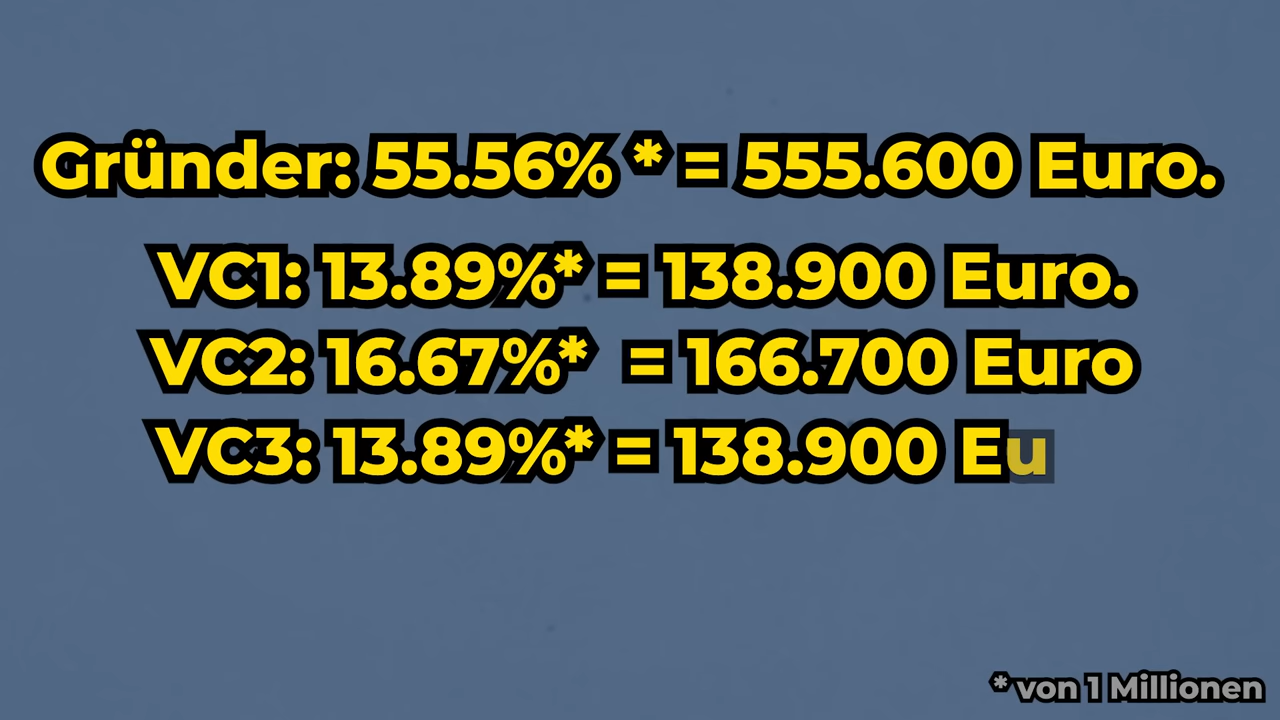 Gründer: 55.56% * = 555.600 Euro.
VC1: 13.89%* = 138.900 Euro.
VC2: 16.67%* = 166.700 Euro
VC3: 13.89%* = 138.900 Eu
* von 1 Millionen